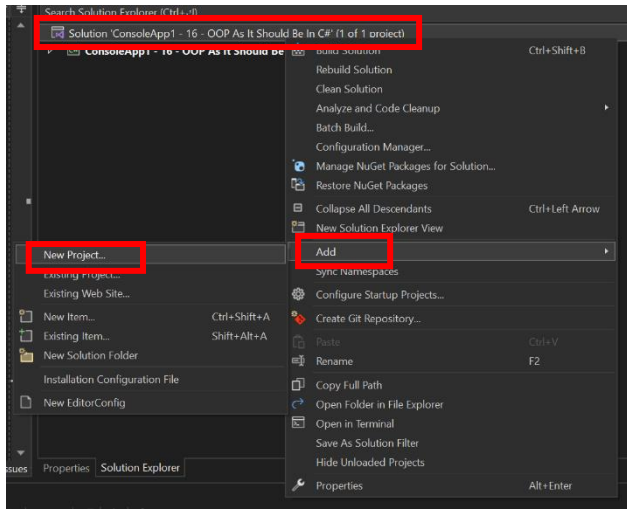 Search Solution Explorer (Ctrl+;)
Solution 'ConsoleApp1 - 16 - OOP As It Should Be In C#' (1 of 1 project)
ConsoleApp1 - 16 - OOP As It Should Be
Build Solution Ctrl+Shift+B
Rebuild Solution
Clean Solution
Analyze and Code Cleanup
Batch Build...
Configuration Manager...
Manage NuGet Packages for Solution...
Restore NuGet Packages
Collapse All Descendants Ctrl+Left Arrow
New Solution Explorer View
Add
Sync Namespaces
Configure Startup Projects...
Create Git Repository...
Paste Ctrl+V
Rename F2
Copy Full Path
Open Folder in File Explorer
Open in Terminal
Save As Solution Filter
Hide Unloaded Projects
Properties Alt+Enter
New Project...
Existing Project...
Existing Web Site...
New Item... Ctrl+Shift+A
Existing Item... Shift+Alt+A
New Solution Folder
Installation Configuration File
New EditorConfig
ssues Properties Solution Explorer